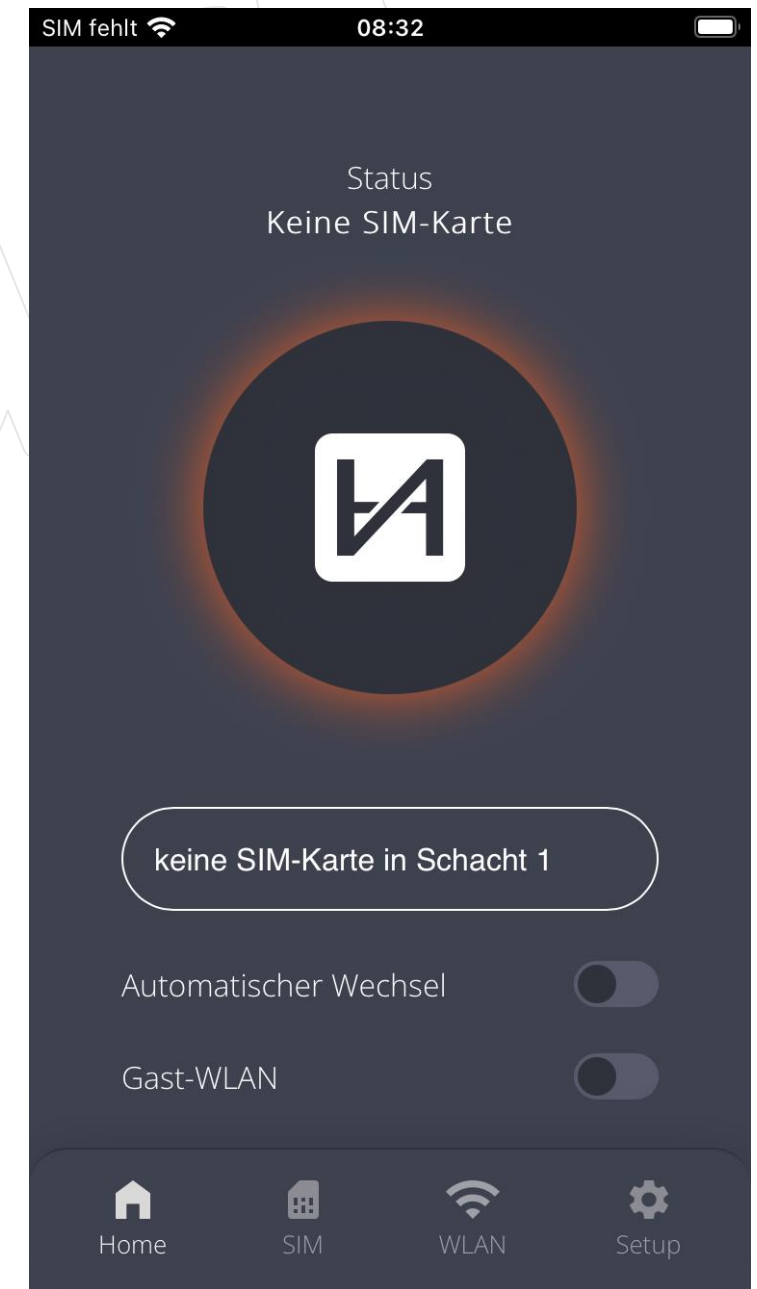 SIM fehlt 08:32
Status
Keine SIM-Karte
keine SIM-Karte in Schacht 1
Automatischer Wechsel
Gast-WLAN
Home SIM WLAN Setup